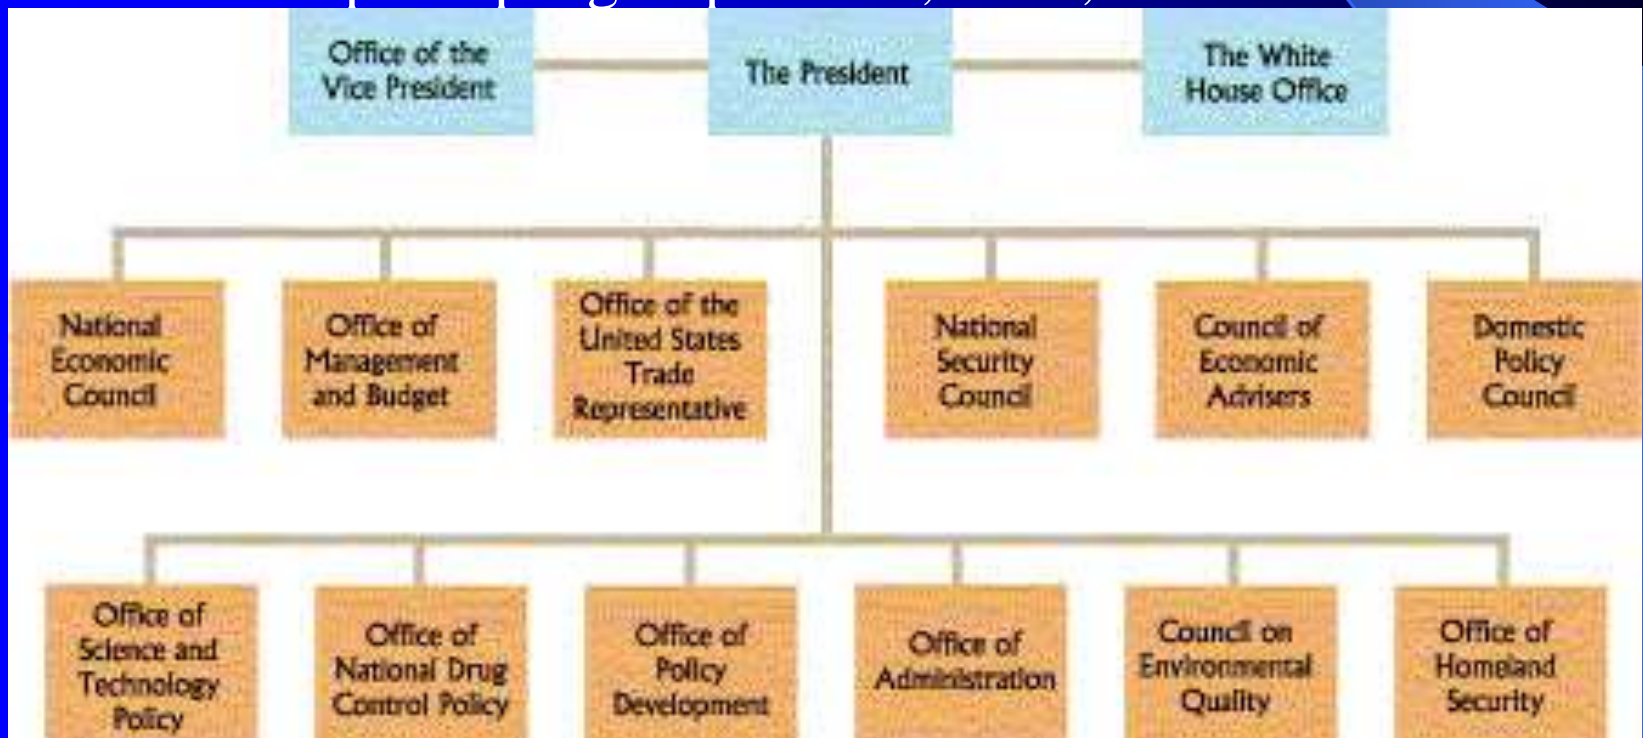 Office of the
Vice President
The President
The White
House Office
National
Economic
Council
Office of
Management
and Budget
Office of the
United States
Trade
Representative
National
Security
Council
Council of
Economic
Advisers
Domestic
Policy
Council
Office of
Science and
Technology
Policy
Office of
National Drug
Control Policy
Office of
Policy
Development
Office of
Administration
Council on
Environmental
Quality
Office of
Homeland
Security